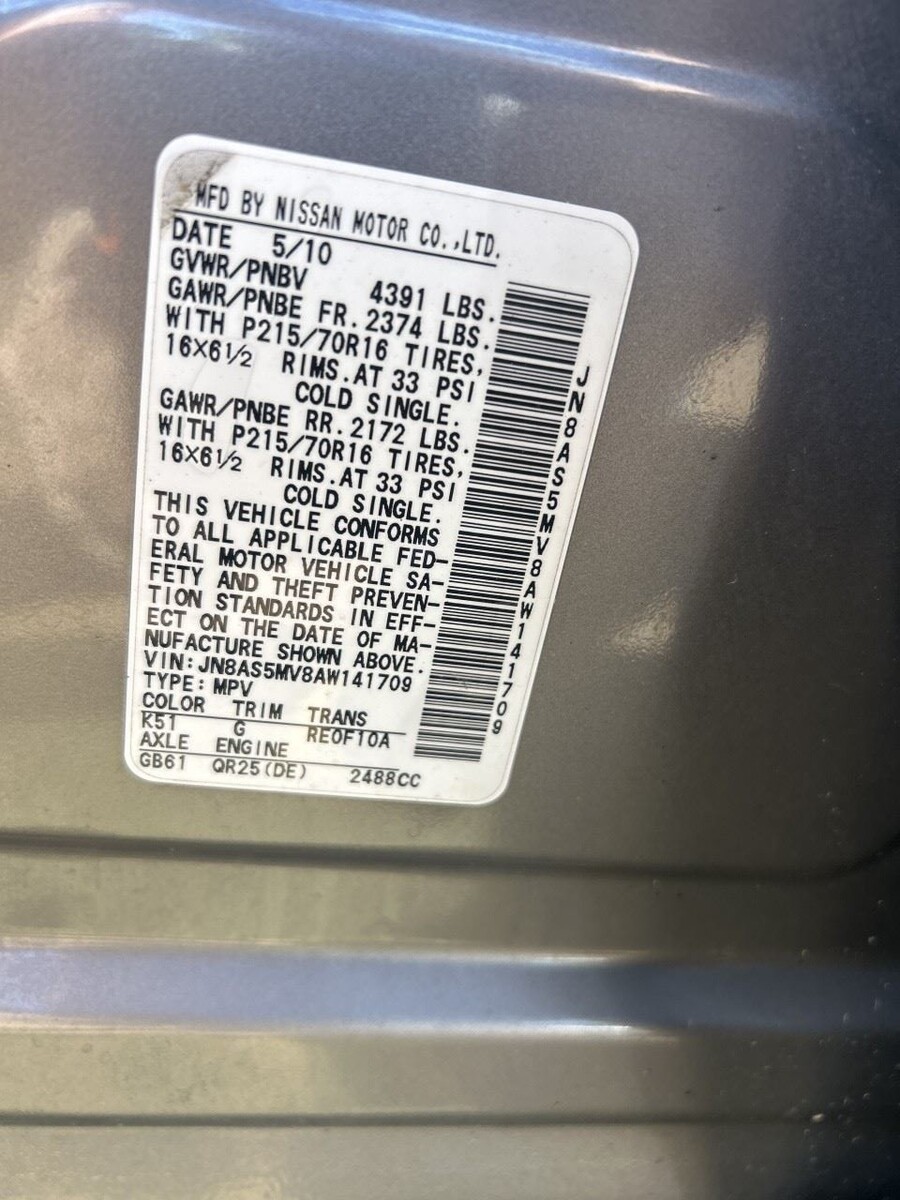 MFD BY NISSAN MOTOR CO.,LTD.
DATE 5/10
GVWR/PNBV 4391 LBS.
GAWR/PNBE FR. 2374 LBS.
WITH P215/70R16 TIRES,
16X6 1/2 RIMS. AT 33 PSI
COLD SINGLE.
GAWR/PNBE RR. 2172 LBS.
WITH P215/70R16 TIRES,
16X6 1/2 RIMS. AT 33 PSI
COLD SINGLE.
THIS VEHICLE CONFORMS
TO ALL APPLICABLE FED-
ERAL MOTOR VEHICLE SA-
FETY AND THEFT PREVEN-
TION STANDARDS IN EFF-
ECT ON THE DATE OF MA-
NUFACTURE SHOWN ABOVE.
VIN: JN8AS5MV8AW141709
TYPE: MPV
COLOR TRIM TRANS
K51 G RE0F10A
AXLE ENGINE
GB61 QR25(DE) 2488CC
JN8AS5MV8AW141709